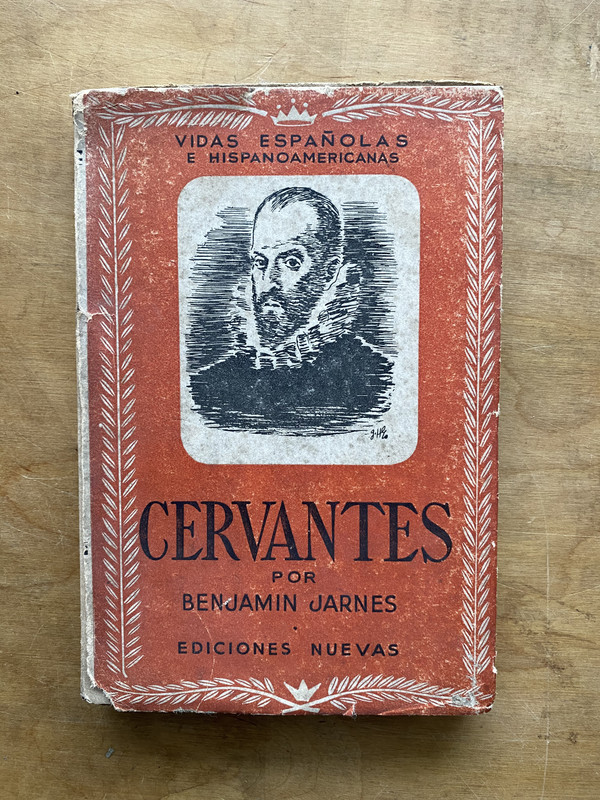 VIDAS ESPAÑOLAS
E HISPANOAMERICANAS
CERVANTES
POR
BENJAMIN JARNES
EDICIONES NUEVAS